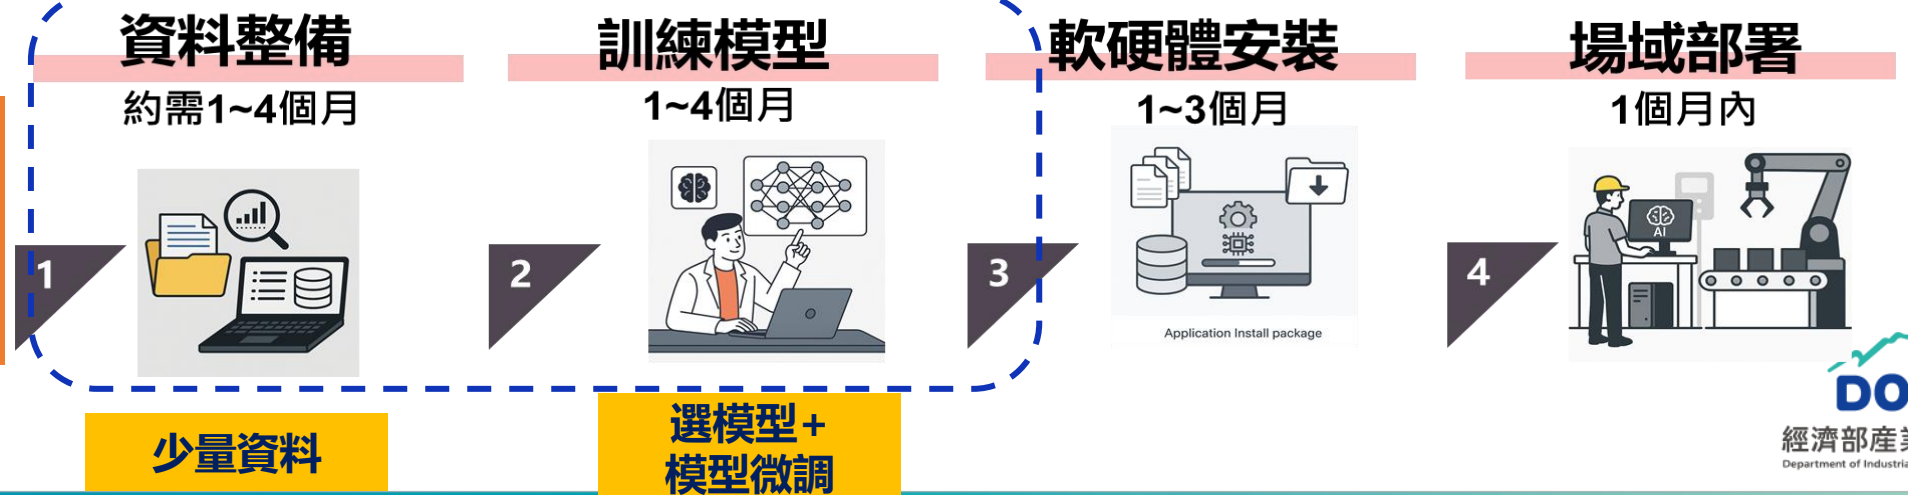 資料整備
約需1~4個月
1
少量資料
訓練模型
1~4個月
2
選模型+
模型微調
軟硬體安裝
1~3個月
3
Application Install package
場域部署
1個月內
4
AI
DO
經濟部產業
Department of Industria